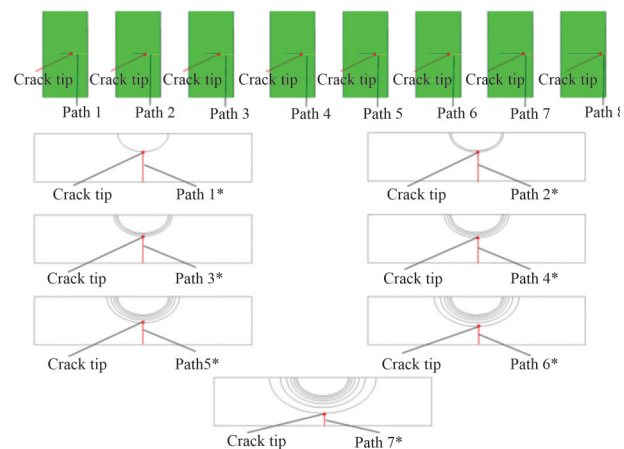 Crack tip Crack tip Crack tip Crack tip Crack tip Crack tip Crack tip Crack tip
Path 1 Path 2 Path 3 Path 4 Path 5 Path 6 Path 7 Path 8
Crack tip Path 1* Crack tip Path 2*
Crack tip Path 3* Crack tip Path 4*
Crack tip Path5* Crack tip Path 6*
Crack tip Path 7*